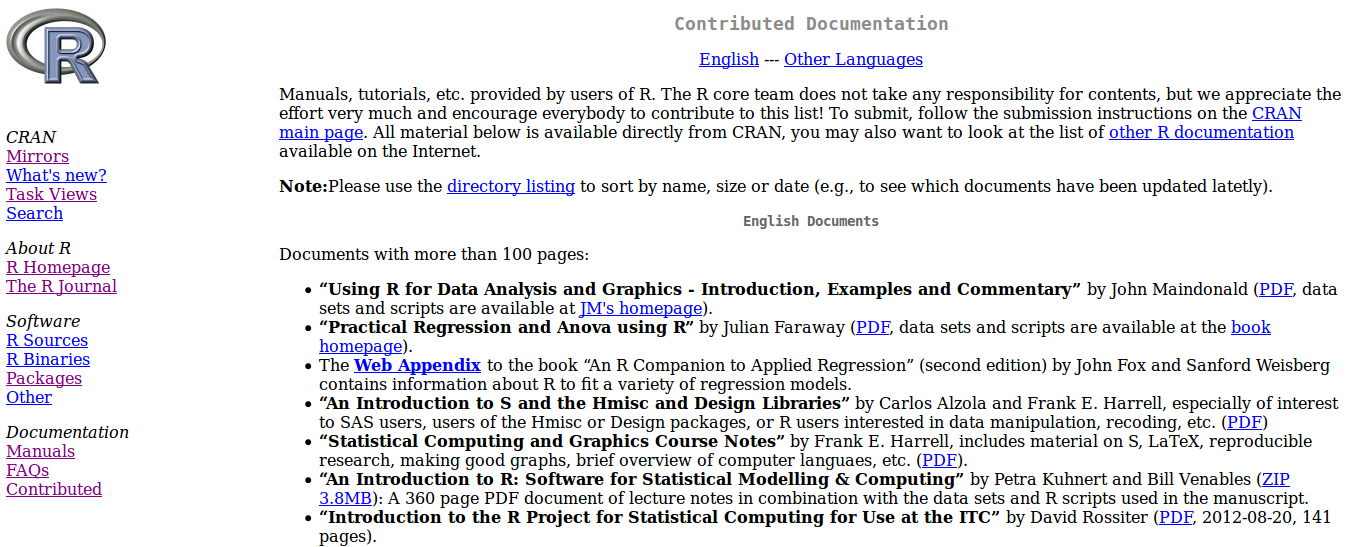 R
CRAN
Mirrors
What's new?
Task Views
Search
About R
R Homepage
The R Journal
Software
R Sources
R Binaries
Packages
Other
Documentation
Manuals
FAQs
Contributed
Contributed Documentation
English --- Other Languages
Manuals, tutorials, etc. provided by users of R. The R core team does not take any responsibility for contents, but we appreciate the
effort very much and encourage everybody to contribute to this list! To submit, follow the submission instructions on the CRAN
main page. All material below is available directly from CRAN, you may also want to look at the list of other R documentation
available on the Internet.
Note:Please use the directory listing to sort by name, size or date (e.g., to see which documents have been updated latetly).
English Documents
Documents with more than 100 pages:
• “Using R for Data Analysis and Graphics - Introduction, Examples and Commentary” by John Maindonald (PDF, data
sets and scripts are available at JM's homepage).
• “Practical Regression and Anova using R” by Julian Faraway (PDF, data sets and scripts are available at the book
homepage).
• The Web Appendix to the book “An R Companion to Applied Regression” (second edition) by John Fox and Sanford Weisberg
contains information about R to fit a variety of regression models.
• “An Introduction to S and the Hmisc and Design Libraries” by Carlos Alzola and Frank E. Harrell, especially of interest
to SAS users, users of the Hmisc or Design packages, or R users interested in data manipulation, recoding, etc. (PDF)
• “Statistical Computing and Graphics Course Notes” by Frank E. Harrell, includes material on S, LaTeX, reproducible
research, making good graphs, brief overview of computer languaes, etc. (PDF).
• “An Introduction to R: Software for Statistical Modelling & Computing” by Petra Kuhnert and Bill Venables (ZIP
3.8MB): A 360 page PDF document of lecture notes in combination with the data sets and R scripts used in the manuscript.
• “Introduction to the R Project for Statistical Computing for Use at the ITC” by David Rossiter (PDF, 2012-08-20, 141
pages).